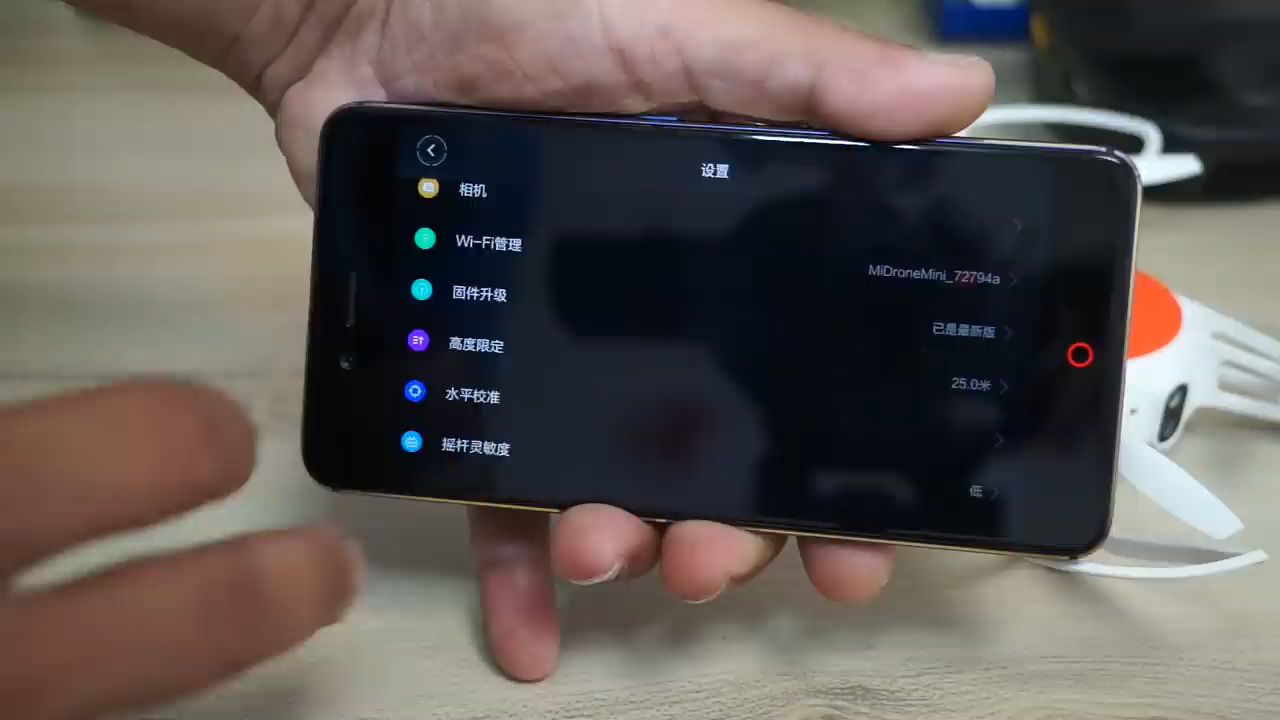 设置
相机
Wi-Fi管理
MiDroneMini_72794a
固件升级
已是最新版
高度限定
25.0米
水平校准
摇杆灵敏度
低